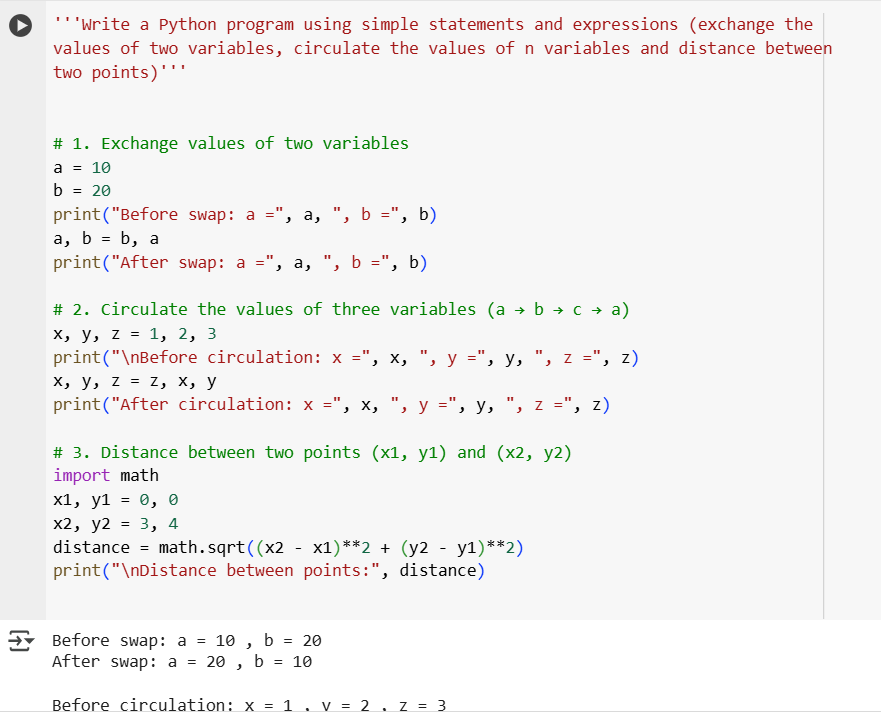 '''Write a Python program using simple statements and expressions (exchange the
values of two variables, circulate the values of n variables and distance between
two points)'''
# 1. Exchange values of two variables
a = 10
b = 20
print("Before swap: a =", a, ", b =", b)
a, b = b, a
print("After swap: a =", a, ", b =", b)
# 2. Circulate the values of three variables (a → b → c → a)
x, y, z = 1, 2, 3
print("\nBefore circulation: x =", x, ", y =", y, ", z =", z)
x, y, z = z, x, y
print("After circulation: x =", x, ", y =", y, ", z =", z)
# 3. Distance between two points (x1, y1) and (x2, y2)
import math
x1, y1 = 0, 0
x2, y2 = 3, 4
distance = math.sqrt((x2 - x1)**2 + (y2 - y1)**2)
print("\nDistance between points:", distance)
Before swap: a = 10 , b = 20
After swap: a = 20 , b = 10
Before circulation: x = 1 , y = 2 , z = 3